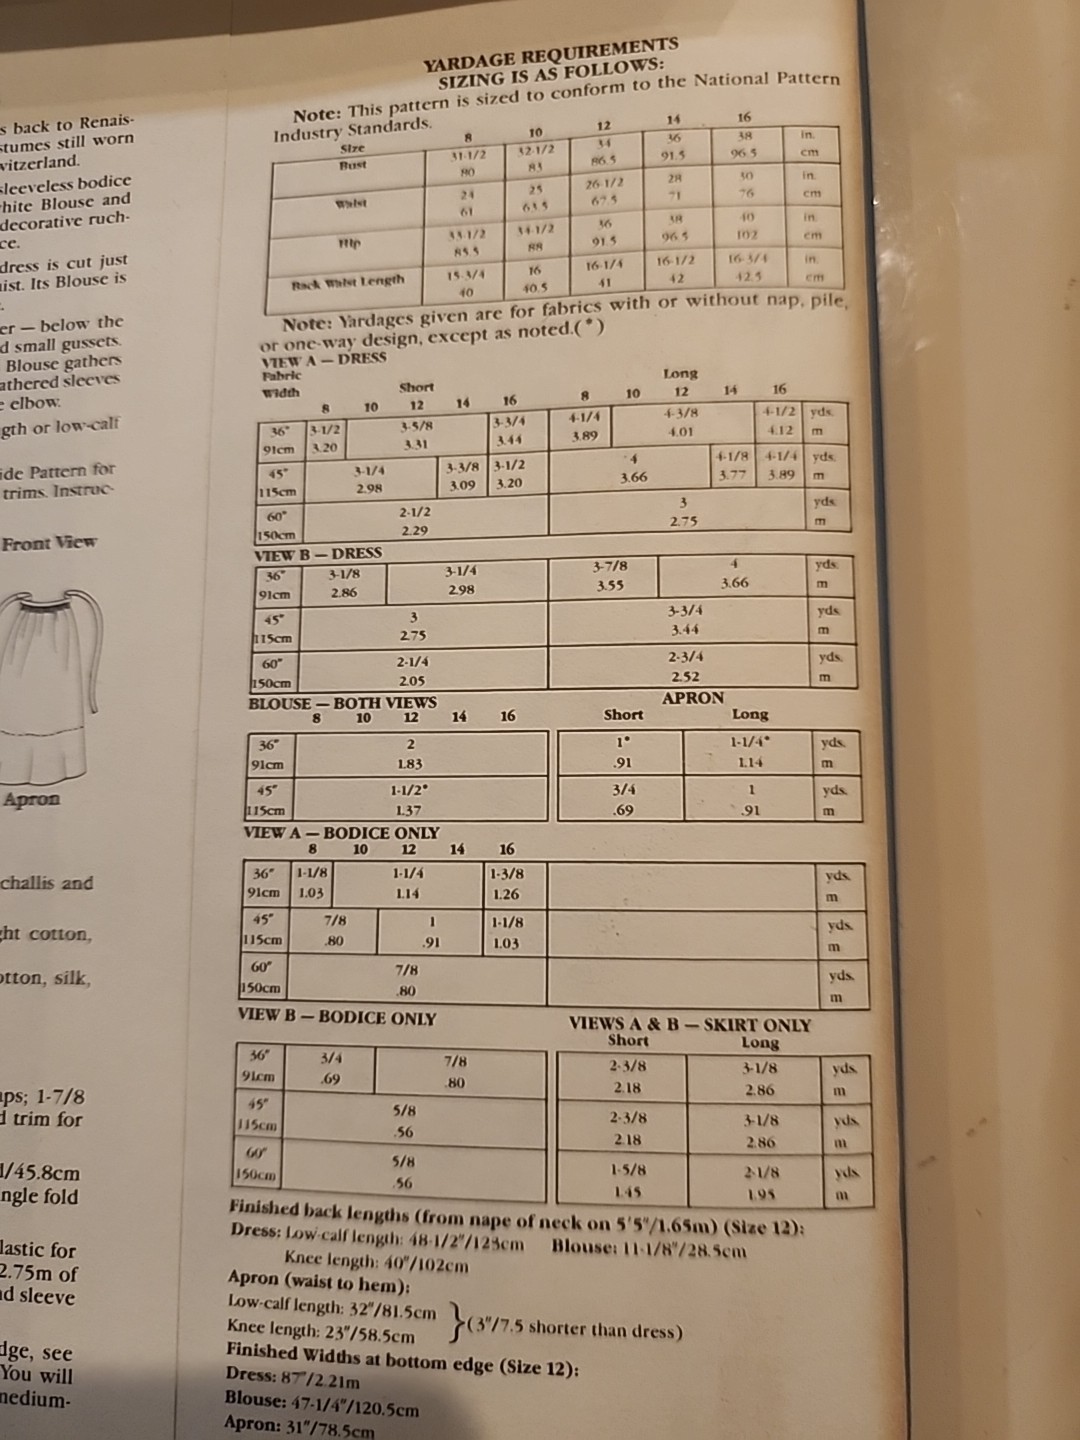 s back to Renais-
stumes still worn
witzerland.
sleeveless bodice
hite Blouse and
decorative ruch-
ce.
dress is cut just
aist. Its Blouse is
er — below the
d small gussets.
Blouse gathers
athered sleeves
e elbow.
gth or low-calf
ide Pattern for
trims. Instruc-
Front View
Apron
challis and
ght cotton,
otton, silk,
aps; 1-7/8
d trim for
1/45.8cm
ngle fold
lastic for
2.75m of
nd sleeve
dge, see
You will
medium-
YARDAGE REQUIREMENTS
SIZING IS AS FOLLOWS:
Note: This pattern is sized to conform to the National Pattern
Industry Standards.
Size 8 10 12 14 16
Bust 31-1/2 32-1/2 34 36 38 in.
80 83 86.5 91.5 96.5 cm
Waist 24 25 26-1/2 28 30 in.
61 63.5 67.5 71 76 cm
Hip 33-1/2 34-1/2 36 38 40 in.
85.5 88 91.5 96.5 102 cm
Back Waist Length 15-3/4 16 16-1/4 16-1/2 16-3/4 in.
40 40.5 41 42 42.5 cm
Note: Yardages given are for fabrics with or without nap, pile,
or one-way design, except as noted.(*)
VIEW A — DRESS
Fabric
Width Short Long
8 10 12 14 16 8 10 12 14 16
36" 3-1/2 3-5/8 3-3/4 4-1/4 4-3/8 4-1/2 yds.
91cm 3.20 3.31 3.44 3.89 4.01 4.12 m
45" 3-1/4 3-3/8 3-1/2 4 4-1/8 4-1/4 yds.
115cm 2.98 3.09 3.20 3.66 3.77 3.89 m
60" 2-1/2 3 yds.
150cm 2.29 2.75 m
VIEW B — DRESS
36" 3-1/8 3-1/4 3-7/8 4 yds.
91cm 2.86 2.98 3.55 3.66 m
45" 3 3-3/4 yds.
115cm 2.75 3.44 m
60" 2-1/4 2-3/4 yds.
150cm 2.05 2.52 m
BLOUSE — BOTH VIEWS APRON
8 10 12 14 16 Short Long
36" 2 1* 1-1/4* yds.
91cm 1.83 .91 1.14 m
45" 1-1/2* 3/4 1 yds.
115cm 1.37 .69 .91 m
VIEW A — BODICE ONLY
8 10 12 14 16
36" 1-1/8 1-1/4 1-3/8 yds.
91cm 1.03 1.14 1.26 m
45" 7/8 1 1-1/8 yds.
115cm .80 .91 1.03 m
60" 7/8 yds.
150cm .80 m
VIEW B — BODICE ONLY VIEWS A & B — SKIRT ONLY
Short Long
36" 3/4 7/8 2-3/8 3-1/8 yds.
91cm .69 .80 2.18 2.86 m
45" 5/8 2-3/8 3-1/8 yds.
115cm .56 2.18 2.86 m
60" 5/8 1-5/8 2-1/8 yds.
150cm .56 1.45 1.95 m
Finished back lengths (from nape of neck on 5'5"/1.65m) (Size 12):
Dress: Low-calf length: 48-1/2"/123cm Blouse: 11-1/8"/28.5cm
Knee length: 40"/102cm
Apron (waist to hem):
Low-calf length: 32"/81.5cm
Knee length: 23"/58.5cm } (3"/7.5 shorter than dress)
Finished Widths at bottom edge (Size 12):
Dress: 87"/2.21m
Blouse: 47-1/4"/120.5cm
Apron: 31"/78.5cm